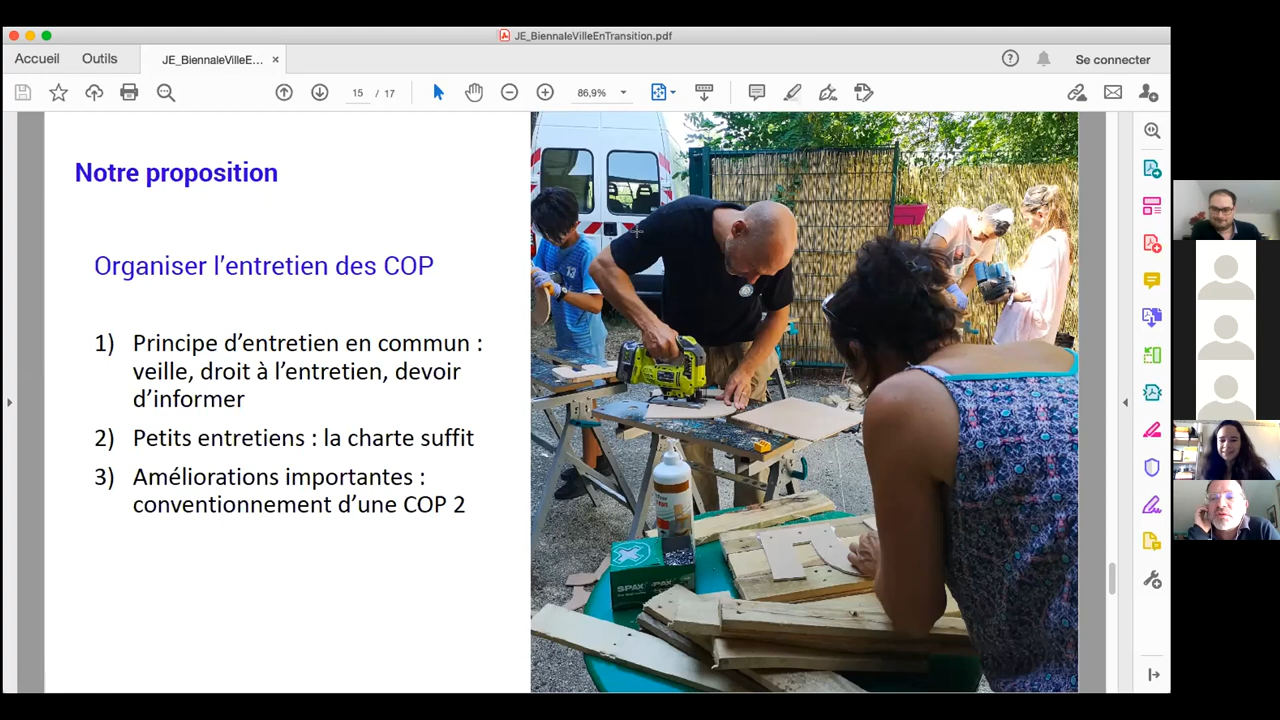 JE_BiennaleVilleEnTransition.pdf
Accueil
Outils
JE_BiennaleVilleE... ×
Se connecter
15 / 17
86,9%
Notre proposition
Organiser l'entretien des COP
1) Principe d'entretien en commun :
veille, droit à l'entretien, devoir
d'informer
2) Petits entretiens : la charte suffit
3) Améliorations importantes :
conventionnement d'une COP 2
13
SPAX
SPAX